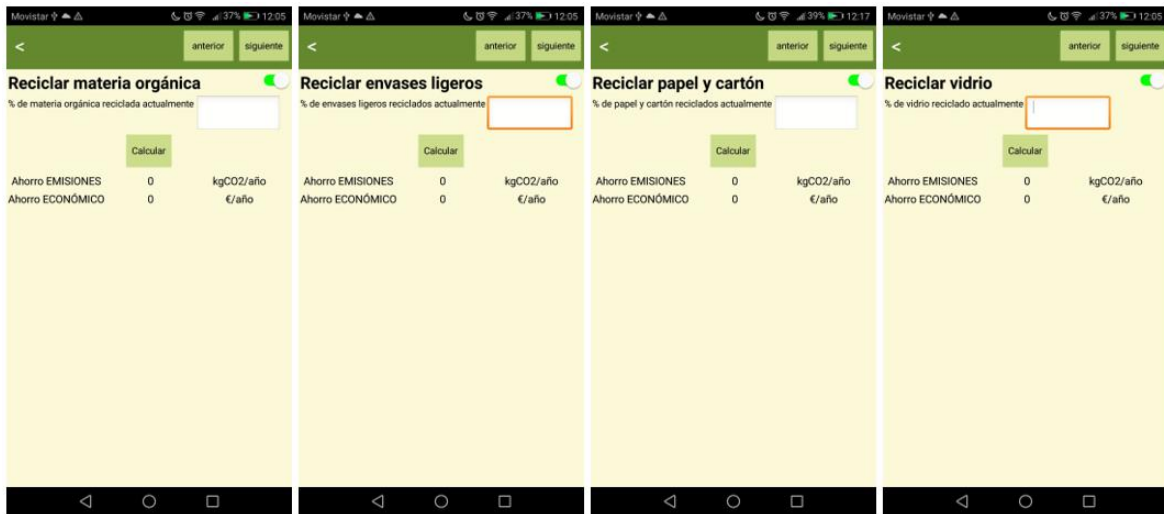 Movistar 37% 12:05
< anterior siguiente
Reciclar materia orgánica
% de materia orgánica reciclada actualmente
Calcular
Ahorro EMISIONES 0 kgCO2/año
Ahorro ECONÓMICO 0 €/año
Movistar 37% 12:05
< anterior siguiente
Reciclar envases ligeros
% de envases ligeros reciclados actualmente
Calcular
Ahorro EMISIONES 0 kgCO2/año
Ahorro ECONÓMICO 0 €/año
Movistar 39% 12:17
< anterior siguiente
Reciclar papel y cartón
% de papel y cartón reciclados actualmente
Calcular
Ahorro EMISIONES 0 kgCO2/año
Ahorro ECONÓMICO 0 €/año
Movistar 37% 12:05
< anterior siguiente
Reciclar vidrio
% de vidrio reciclado actualmente
Calcular
Ahorro EMISIONES 0 kgCO2/año
Ahorro ECONÓMICO 0 €/año